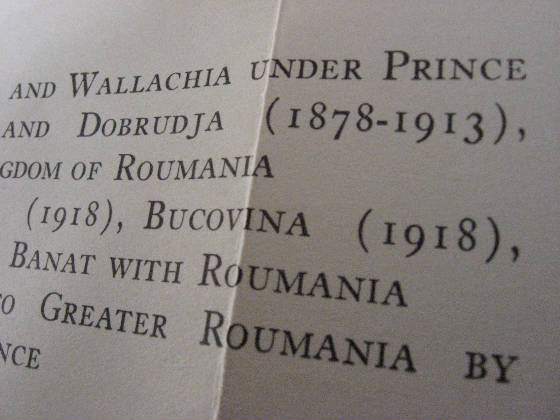 AND WALLACHIA UNDER PRINCE
AND DOBRUDJA (1878-1913),
GDOM OF ROUMANIA
(1918), BUCOVINA (1918),
BANAT WITH ROUMANIA
O GREATER ROUMANIA BY
NCE